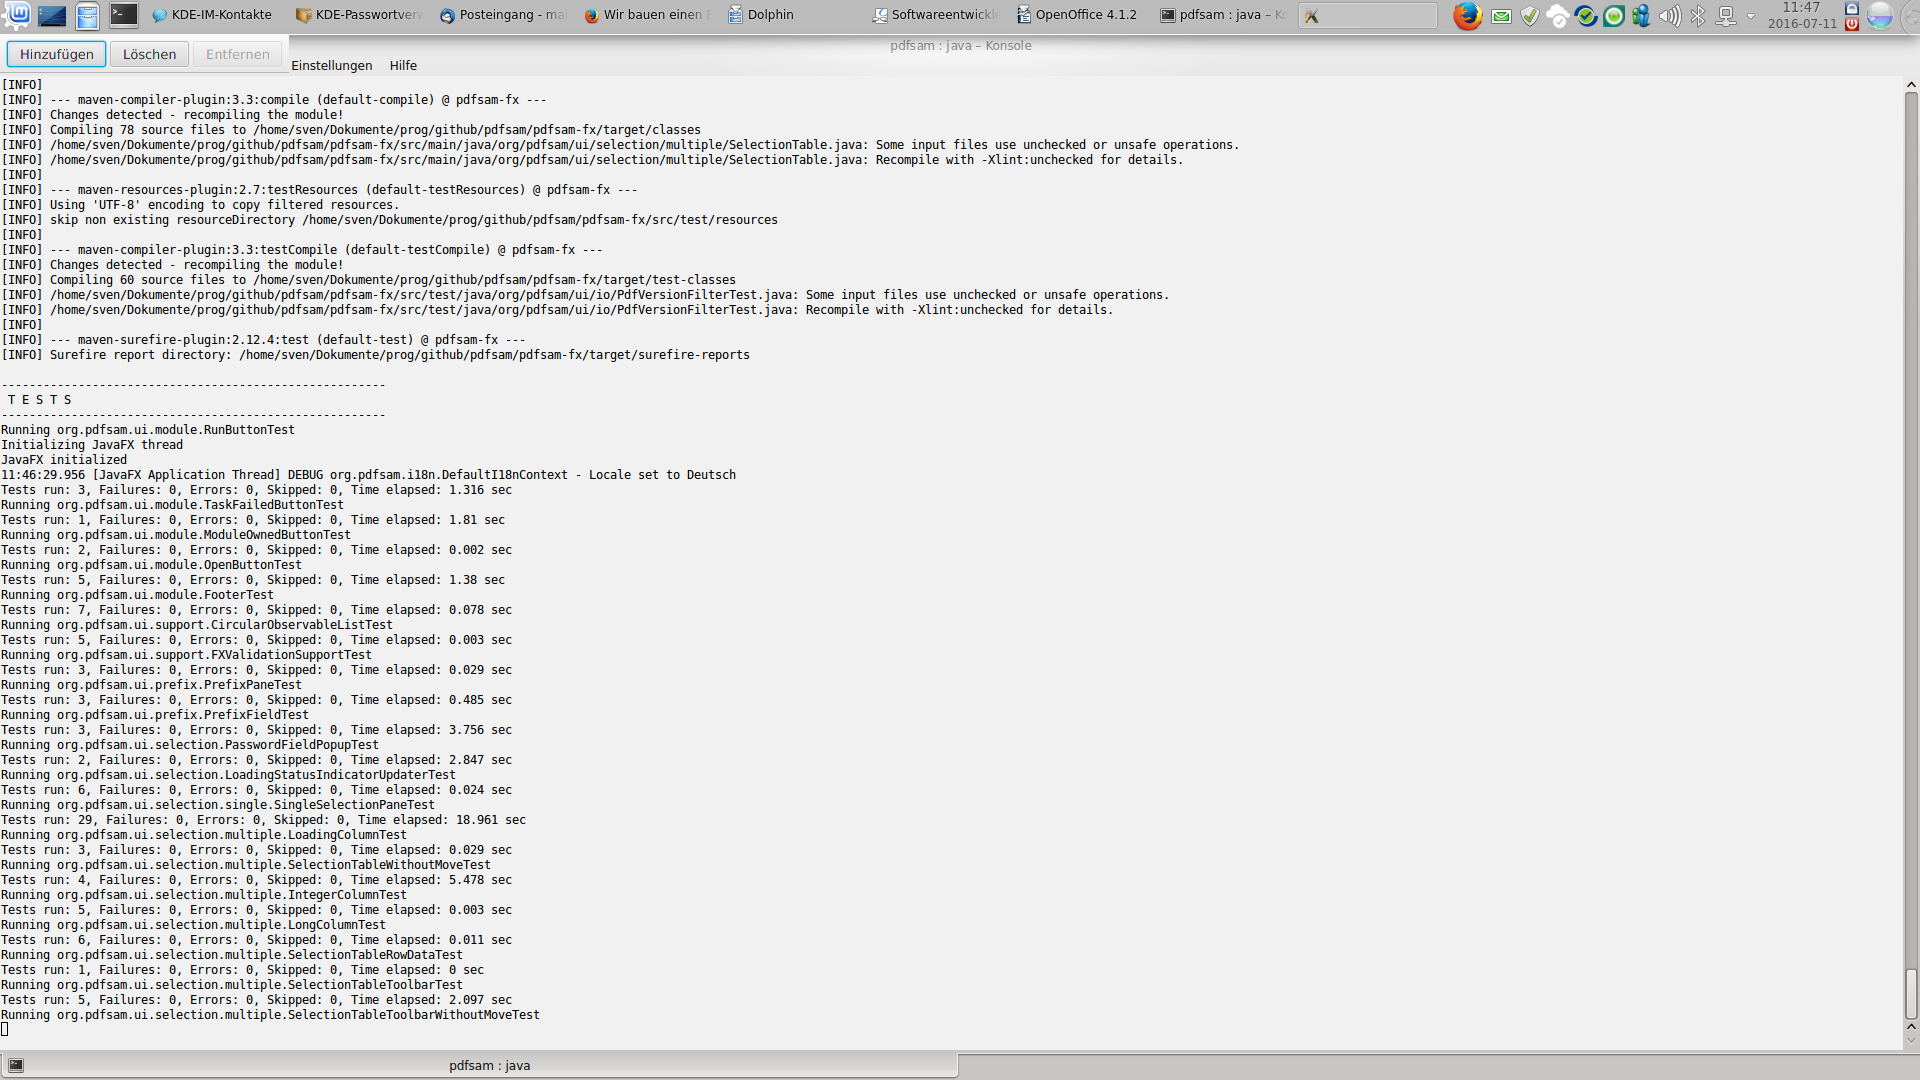 KDE-IM-Kontakte
KDE-Passwortverw
Posteingang - ma
Wir bauen einen
Dolphin
Softwareentwickl
OpenOffice 4.1.2
pdfsam : java – Ko
11:47
2016-07-11
Hinzufügen Löschen Entfernen
pdfsam : java – Konsole
Einstellungen Hilfe
[INFO]
[INFO] --- maven-compiler-plugin:3.3:compile (default-compile) @ pdfsam-fx ---
[INFO] Changes detected - recompiling the module!
[INFO] Compiling 78 source files to /home/sven/Dokumente/prog/github/pdfsam/pdfsam-fx/target/classes
[INFO] /home/sven/Dokumente/prog/github/pdfsam/pdfsam-fx/src/main/java/org/pdfsam/ui/selection/multiple/SelectionTable.java: Some input files use unchecked or unsafe operations.
[INFO] /home/sven/Dokumente/prog/github/pdfsam/pdfsam-fx/src/main/java/org/pdfsam/ui/selection/multiple/SelectionTable.java: Recompile with -Xlint:unchecked for details.
[INFO]
[INFO] --- maven-resources-plugin:2.7:testResources (default-testResources) @ pdfsam-fx ---
[INFO] Using 'UTF-8' encoding to copy filtered resources.
[INFO] skip non existing resourceDirectory /home/sven/Dokumente/prog/github/pdfsam/pdfsam-fx/src/test/resources
[INFO]
[INFO] --- maven-compiler-plugin:3.3:testCompile (default-testCompile) @ pdfsam-fx ---
[INFO] Changes detected - recompiling the module!
[INFO] Compiling 60 source files to /home/sven/Dokumente/prog/github/pdfsam/pdfsam-fx/target/test-classes
[INFO] /home/sven/Dokumente/prog/github/pdfsam/pdfsam-fx/src/test/java/org/pdfsam/ui/io/PdfVersionFilterTest.java: Some input files use unchecked or unsafe operations.
[INFO] /home/sven/Dokumente/prog/github/pdfsam/pdfsam-fx/src/test/java/org/pdfsam/ui/io/PdfVersionFilterTest.java: Recompile with -Xlint:unchecked for details.
[INFO]
[INFO] --- maven-surefire-plugin:2.12.4:test (default-test) @ pdfsam-fx ---
[INFO] Surefire report directory: /home/sven/Dokumente/prog/github/pdfsam/pdfsam-fx/target/surefire-reports
-------------------------------------------------------
T E S T S
-------------------------------------------------------
Running org.pdfsam.ui.module.RunButtonTest
Initializing JavaFX thread
JavaFX initialized
11:46:29.956 [JavaFX Application Thread] DEBUG org.pdfsam.i18n.DefaultI18nContext - Locale set to Deutsch
Tests run: 3, Failures: 0, Errors: 0, Skipped: 0, Time elapsed: 1.316 sec
Running org.pdfsam.ui.module.TaskFailedButtonTest
Tests run: 1, Failures: 0, Errors: 0, Skipped: 0, Time elapsed: 1.81 sec
Running org.pdfsam.ui.module.ModuleOwnedButtonTest
Tests run: 2, Failures: 0, Errors: 0, Skipped: 0, Time elapsed: 0.002 sec
Running org.pdfsam.ui.module.OpenButtonTest
Tests run: 5, Failures: 0, Errors: 0, Skipped: 0, Time elapsed: 1.38 sec
Running org.pdfsam.ui.module.FooterTest
Tests run: 7, Failures: 0, Errors: 0, Skipped: 0, Time elapsed: 0.078 sec
Running org.pdfsam.ui.support.CircularObservableListTest
Tests run: 5, Failures: 0, Errors: 0, Skipped: 0, Time elapsed: 0.003 sec
Running org.pdfsam.ui.support.FXValidationSupportTest
Tests run: 3, Failures: 0, Errors: 0, Skipped: 0, Time elapsed: 0.029 sec
Running org.pdfsam.ui.prefix.PrefixPaneTest
Tests run: 3, Failures: 0, Errors: 0, Skipped: 0, Time elapsed: 0.485 sec
Running org.pdfsam.ui.prefix.PrefixFieldTest
Tests run: 3, Failures: 0, Errors: 0, Skipped: 0, Time elapsed: 3.756 sec
Running org.pdfsam.ui.selection.PasswordFieldPopupTest
Tests run: 2, Failures: 0, Errors: 0, Skipped: 0, Time elapsed: 2.847 sec
Running org.pdfsam.ui.selection.LoadingStatusIndicatorUpdaterTest
Tests run: 6, Failures: 0, Errors: 0, Skipped: 0, Time elapsed: 0.024 sec
Running org.pdfsam.ui.selection.single.SingleSelectionPaneTest
Tests run: 29, Failures: 0, Errors: 0, Skipped: 0, Time elapsed: 18.961 sec
Running org.pdfsam.ui.selection.multiple.LoadingColumnTest
Tests run: 3, Failures: 0, Errors: 0, Skipped: 0, Time elapsed: 0.029 sec
Running org.pdfsam.ui.selection.multiple.SelectionTableWithoutMoveTest
Tests run: 4, Failures: 0, Errors: 0, Skipped: 0, Time elapsed: 5.478 sec
Running org.pdfsam.ui.selection.multiple.IntegerColumnTest
Tests run: 5, Failures: 0, Errors: 0, Skipped: 0, Time elapsed: 0.003 sec
Running org.pdfsam.ui.selection.multiple.LongColumnTest
Tests run: 6, Failures: 0, Errors: 0, Skipped: 0, Time elapsed: 0.011 sec
Running org.pdfsam.ui.selection.multiple.SelectionTableRowDataTest
Tests run: 1, Failures: 0, Errors: 0, Skipped: 0, Time elapsed: 0 sec
Running org.pdfsam.ui.selection.multiple.SelectionTableToolbarTest
Tests run: 5, Failures: 0, Errors: 0, Skipped: 0, Time elapsed: 2.097 sec
Running org.pdfsam.ui.selection.multiple.SelectionTableToolbarWithoutMoveTest
pdfsam : java